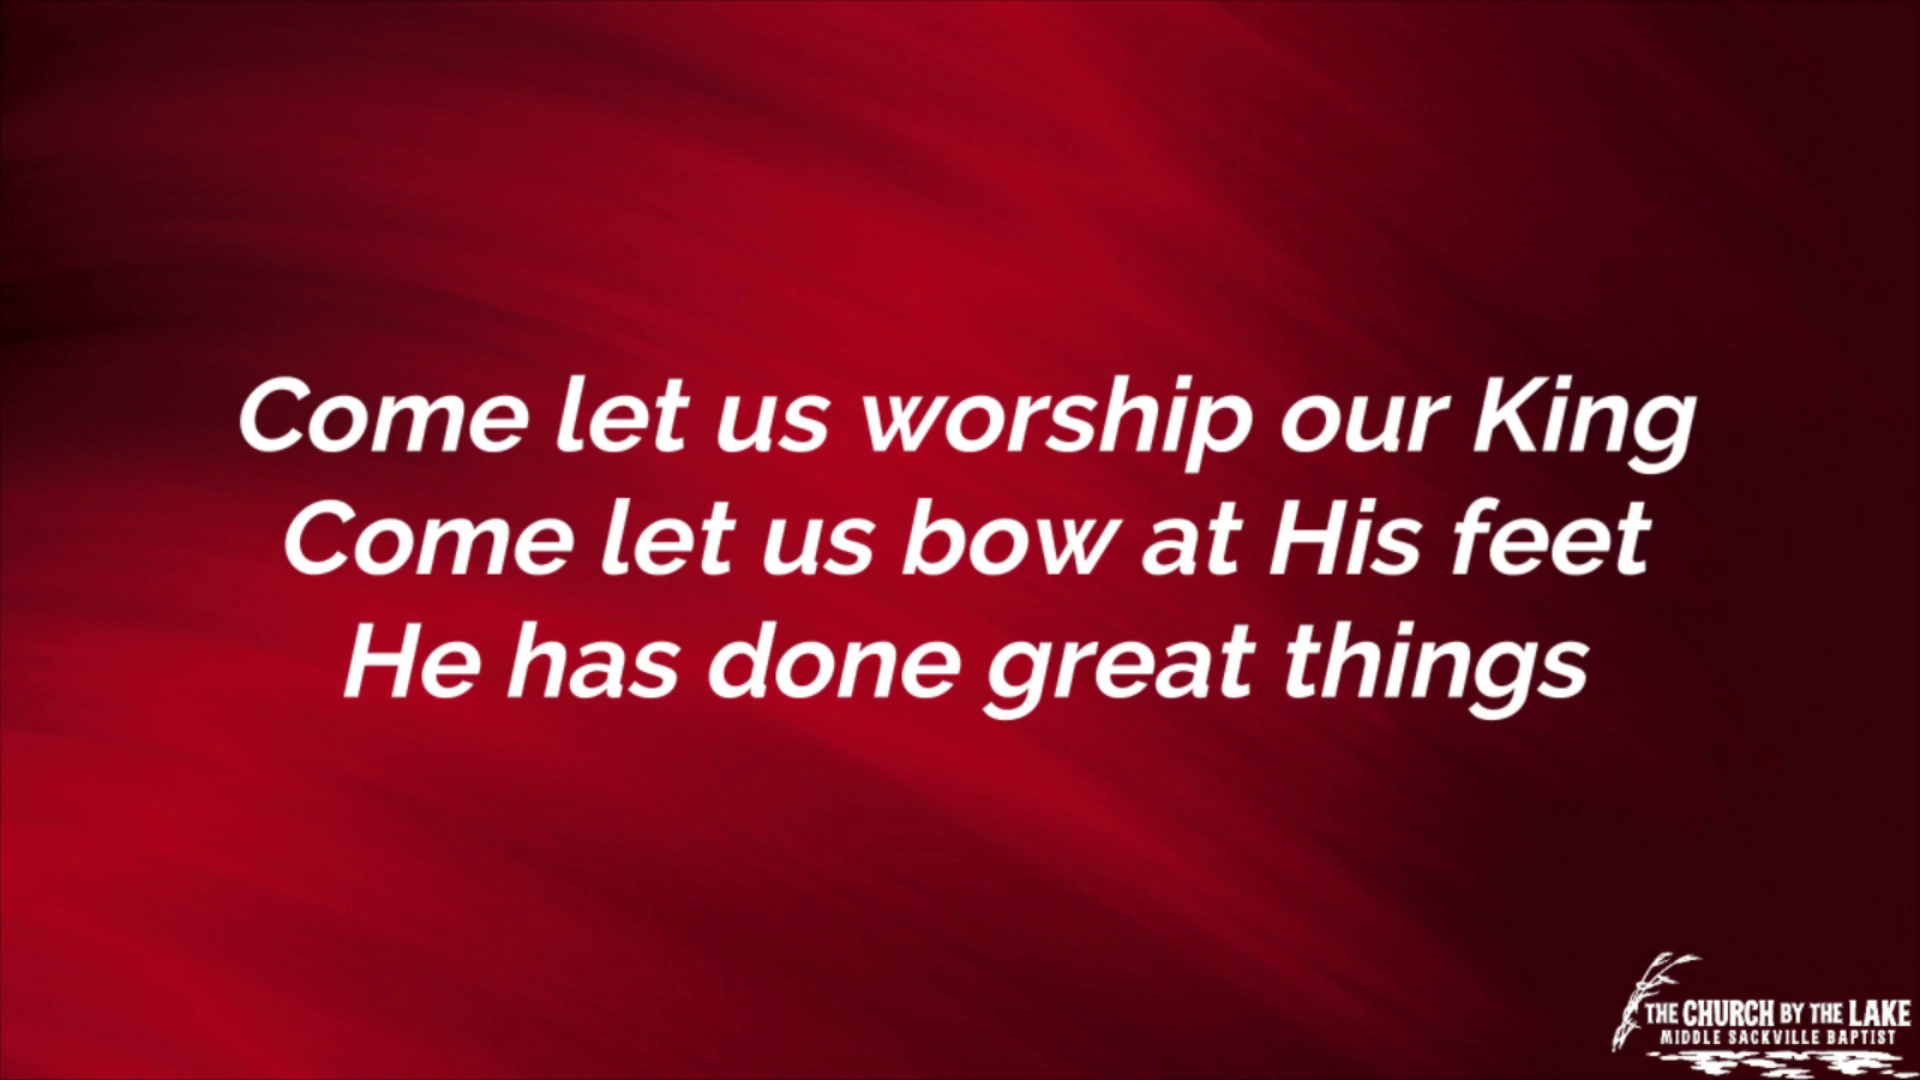 Come let us worship our King
Come let us bow at His feet
He has done great things
THE CHURCH BY THE LAKE
MIDDLE SACKVILLE BAPTIST